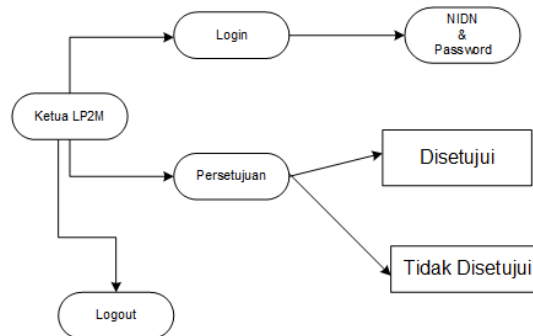 NIDN
&
Password
Login
Ketua LP2M
Disetujui
Persetujuan
Tidak Disetujui
Logout